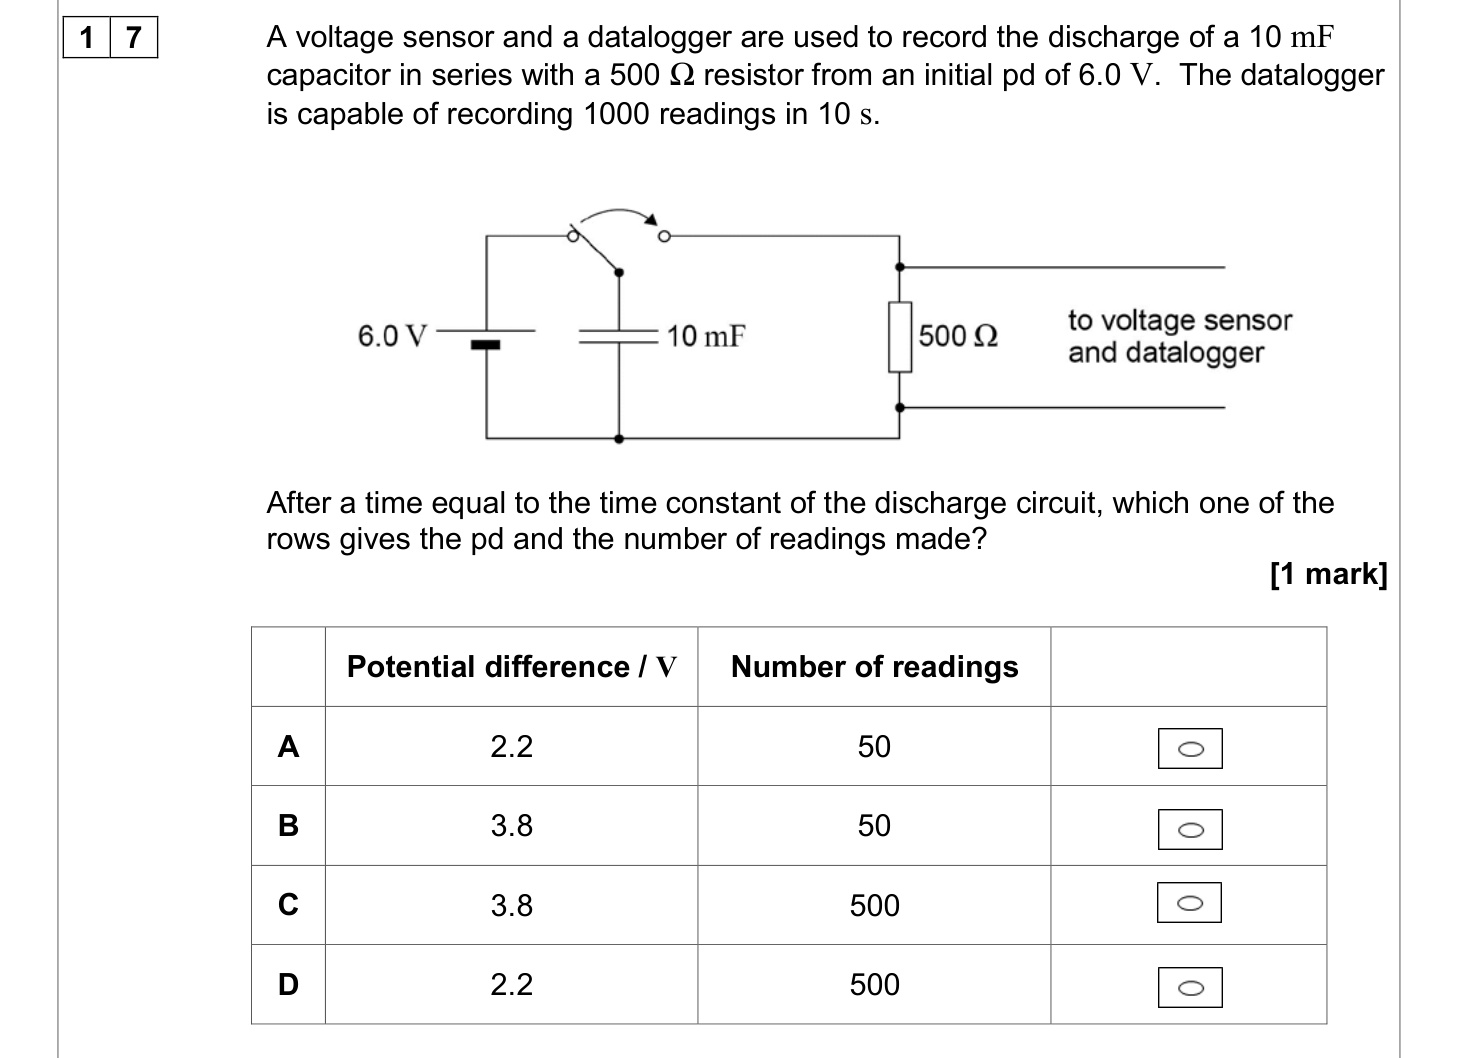 1 7
A voltage sensor and a datalogger are used to record the discharge of a 10 mF
capacitor in series with a 500 Ω resistor from an initial pd of 6.0 V. The datalogger
is capable of recording 1000 readings in 10 s.
6.0 V
10 mF
500 Ω
to voltage sensor
and datalogger
After a time equal to the time constant of the discharge circuit, which one of the
rows gives the pd and the number of readings made?
[1 mark]
Potential difference / V Number of readings
A 2.2 50
B 3.8 50
C 3.8 500
D 2.2 500